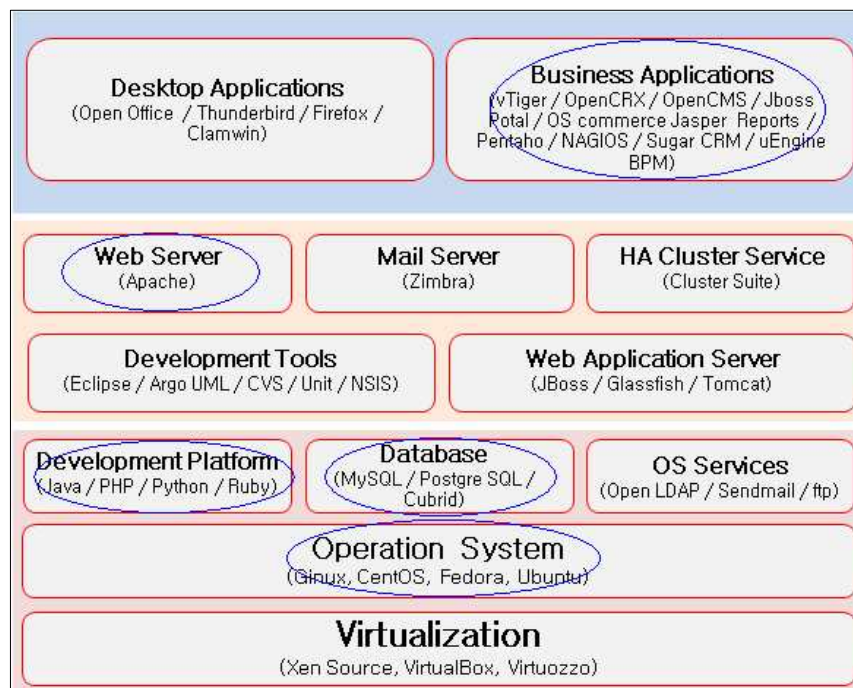 Desktop Applications
(Open Office / Thunderbird / Firefox /
Clamwin)
Business Applications
(vTiger / OpenCRX / OpenCMS / Jboss
Potal / OS commerce Jasper Reports /
Pentaho / NAGIOS / Sugar CRM / uEngine
BPM)
Web Server
(Apache)
Mail Server
(Zimbra)
HA Cluster Service
(Cluster Suite)
Development Tools
(Eclipse / Argo UML / CVS / Unit / NSIS)
Web Application Server
(JBoss / Glassfish / Tomcat)
Development Platform
(Java / PHP / Python / Ruby)
Database
(MySQL / Postgre SQL /
Cubrid)
OS Services
(Open LDAP / Sendmail / ftp)
Operation System
(Ginux, CentOS, Fedora, Ubuntu)
Virtualization
(Xen Source, VirtualBox, Virtuozzo)